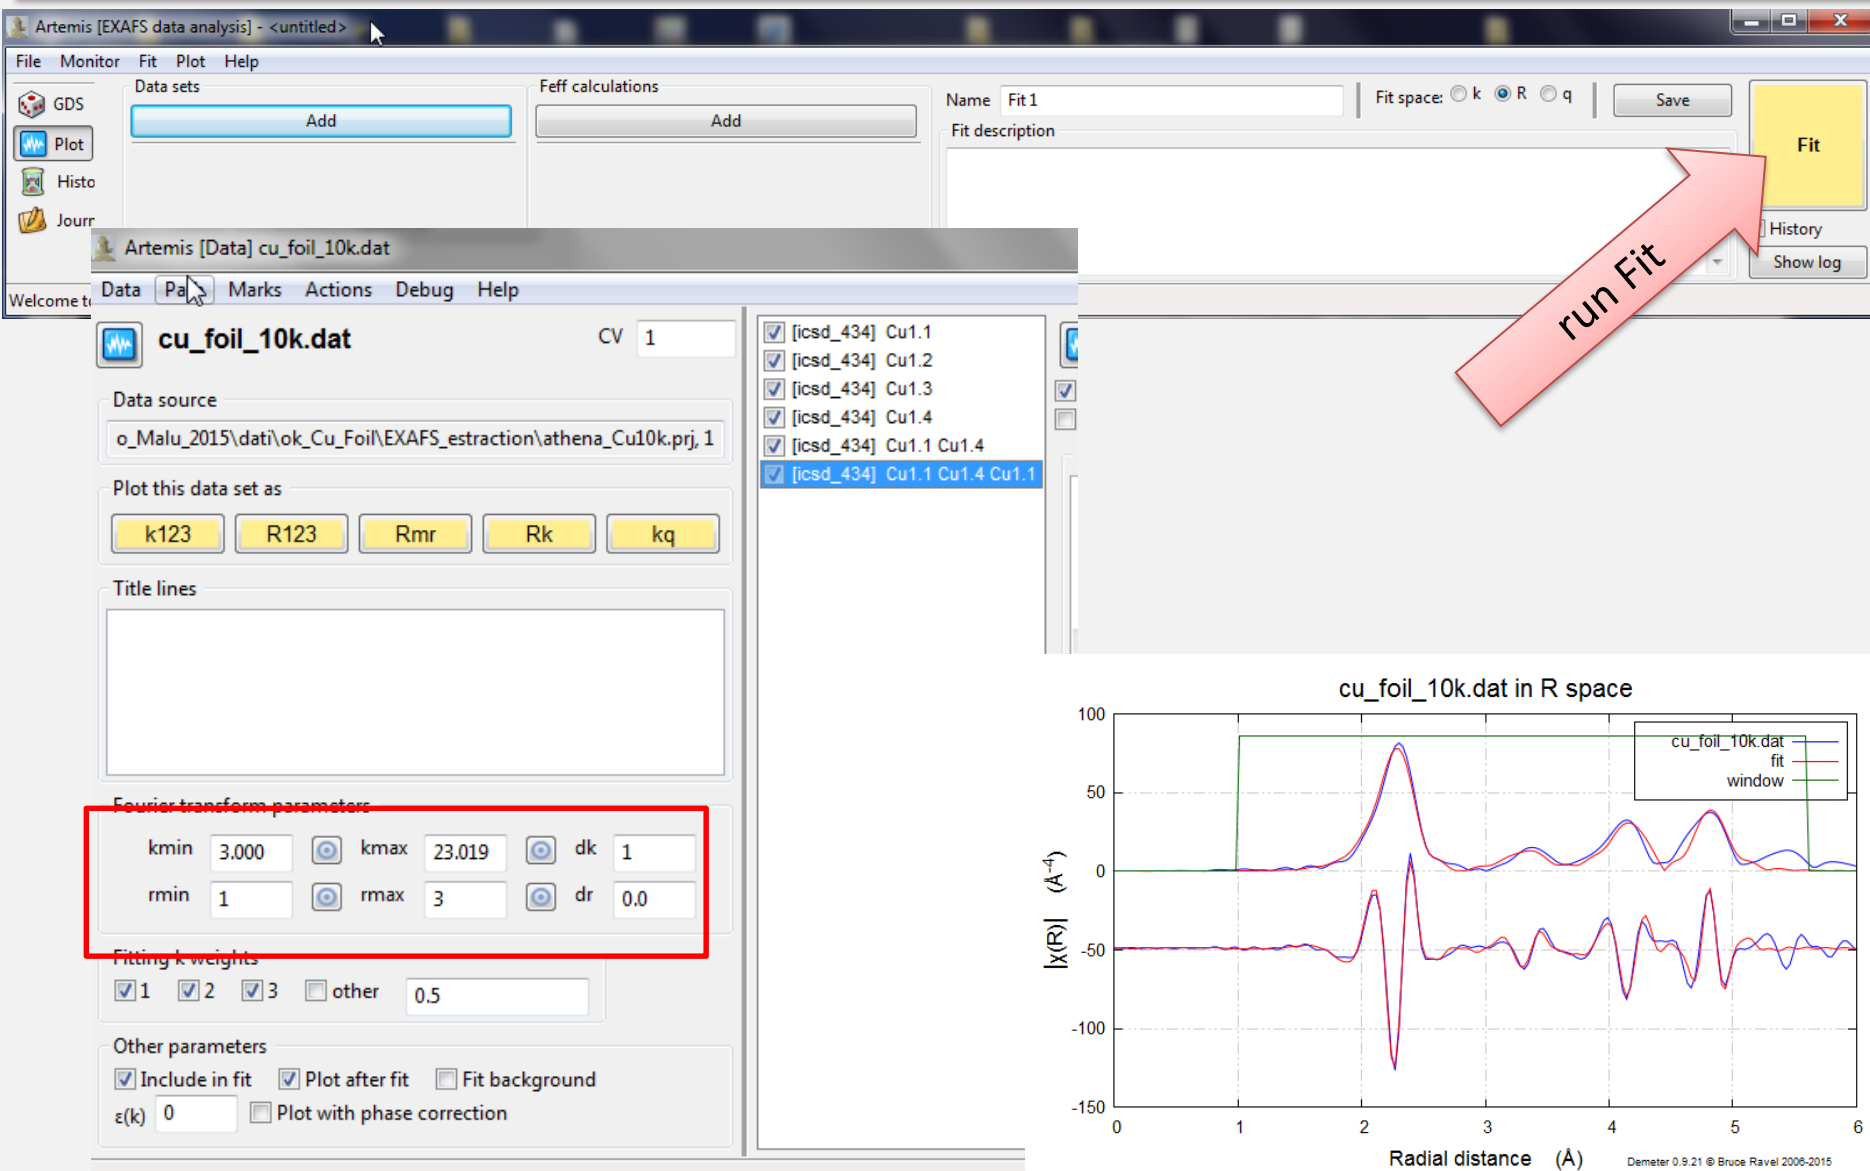 Artemis [EXAFS data analysis] - <untitled>
File Monitor Fit Plot Help
GDS
Plot
Histo
Journ
Data sets
Add
Feff calculations
Add
Name Fit 1
Fit space: k R q
Save
Fit description
Fit
History
Show log
run Fit
Welcome to
Artemis [Data] cu_foil_10k.dat
Data Marks Actions Debug Help
cu_foil_10k.dat
CV 1
Data source
o_Malu_2015\dati\ok_Cu_Foil\EXAFS_estraction\athena_Cu10k.prj, 1
Plot this data set as
k123 R123 Rmr Rk kq
Title lines
Fourier transform parameters
kmin 3.000 kmax 23.019 dk 1
rmin 1 rmax 3 dr 0.0
Fitting k weights
1 2 3 other 0.5
Other parameters
Include in fit Plot after fit Fit background
ε(k) 0 Plot with phase correction
[icsd_434] Cu1.1
[icsd_434] Cu1.2
[icsd_434] Cu1.3
[icsd_434] Cu1.4
[icsd_434] Cu1.1 Cu1.4
[icsd_434] Cu1.1 Cu1.4 Cu1.1
cu_foil_10k.dat in R space
cu_foil_10k.dat
fit
window
100
50
0
-50
-100
-150
|χ(R)| (Å⁻⁴)
0 1 2 3 4 5 6
Radial distance (Å)
Demeter 0.9.21 © Bruce Ravel 2006-2015